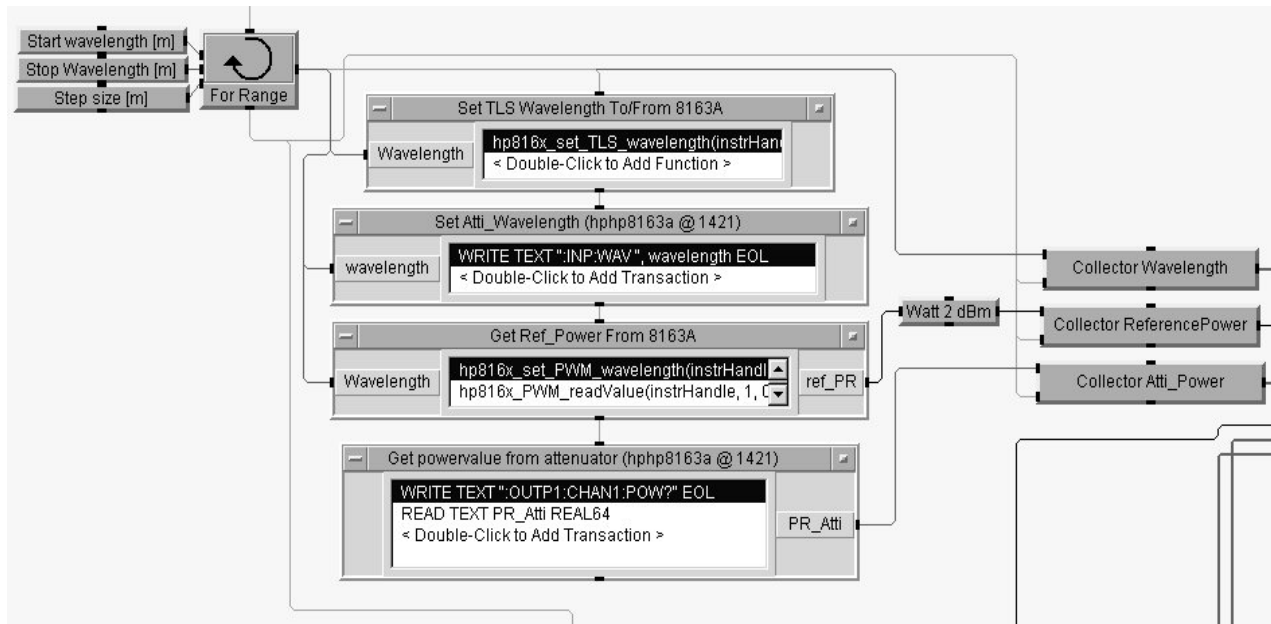 Start wavelength [m]
Stop Wavelength [m]
Step size [m]
For Range
Set TLS Wavelength To/From 8163A
Wavelength
hp816x_set_TLS_wavelength(instrHan
< Double-Click to Add Function >
Set Atti_Wavelength (hphp8163a @ 1421)
wavelength
WRITE TEXT ":INP:WAV ", wavelength EOL
< Double-Click to Add Transaction >
Get Ref_Power From 8163A
Wavelength
hp816x_set_PWM_wavelength(instrHandl
hp816x_PWM_readValue(instrHandle, 1, 0
ref_PR
Watt 2 dBm
Collector Wavelength
Collector ReferencePower
Collector Atti_Power
Get powervalue from attenuator (hphp8163a @ 1421)
WRITE TEXT ":OUTP1:CHAN1:POW?" EOL
READ TEXT PR_Atti REAL64
< Double-Click to Add Transaction >
PR_Atti